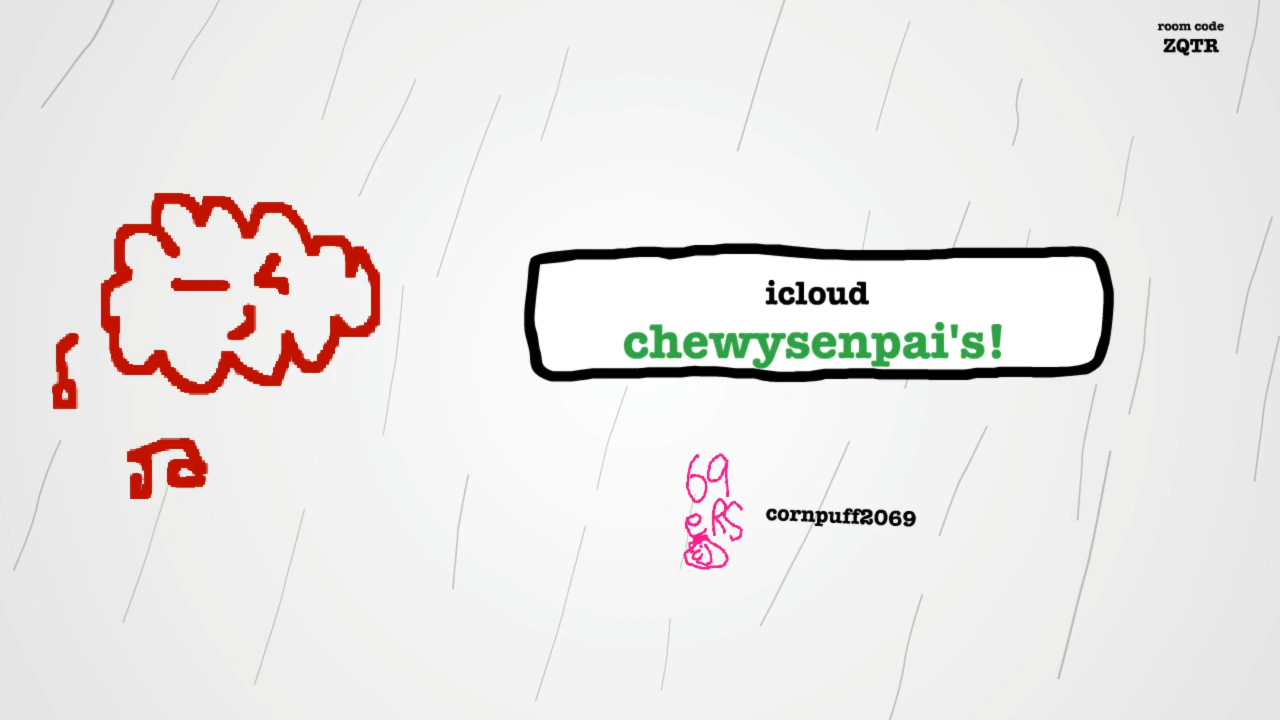 room code
ZQTR
icloud
chewysenpai's!
69
eRS
cornpuff2069